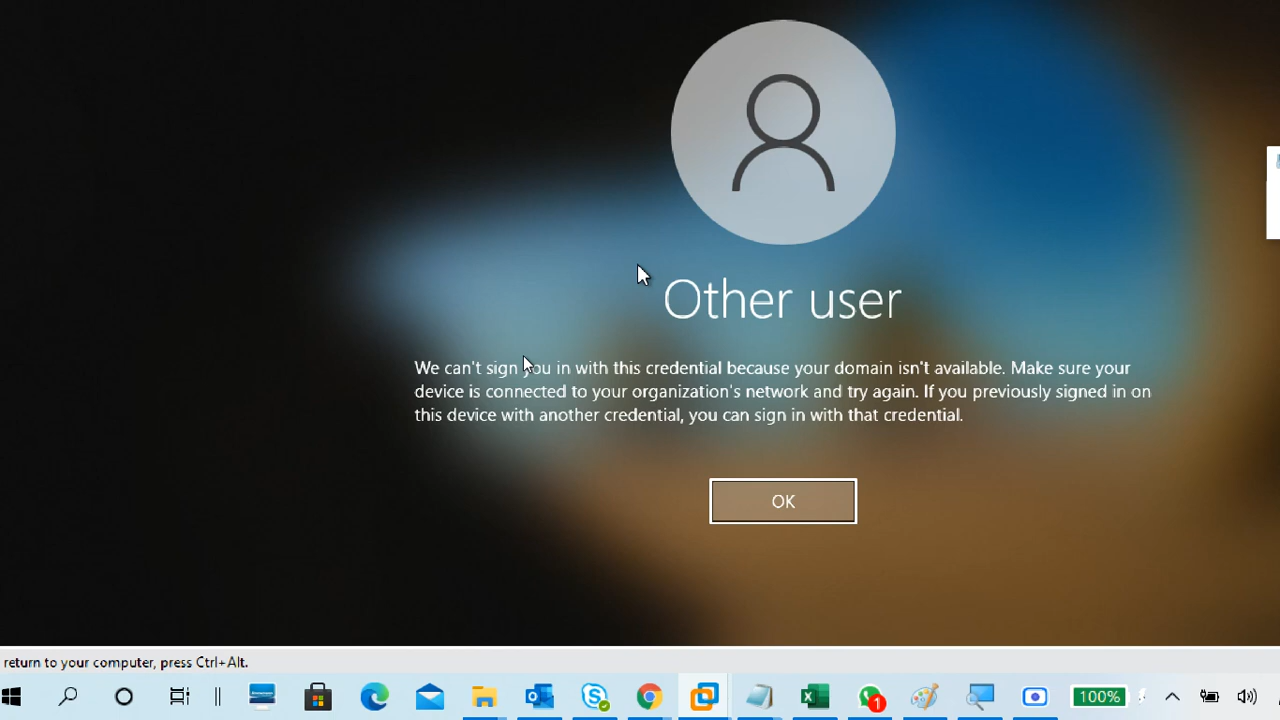 Other user
We can't sign you in with this credential because your domain isn't available. Make sure your
device is connected to your organization's network and try again. If you previously signed in on
this device with another credential, you can sign in with that credential.
OK
return to your computer, press Ctrl+Alt.
1
100%